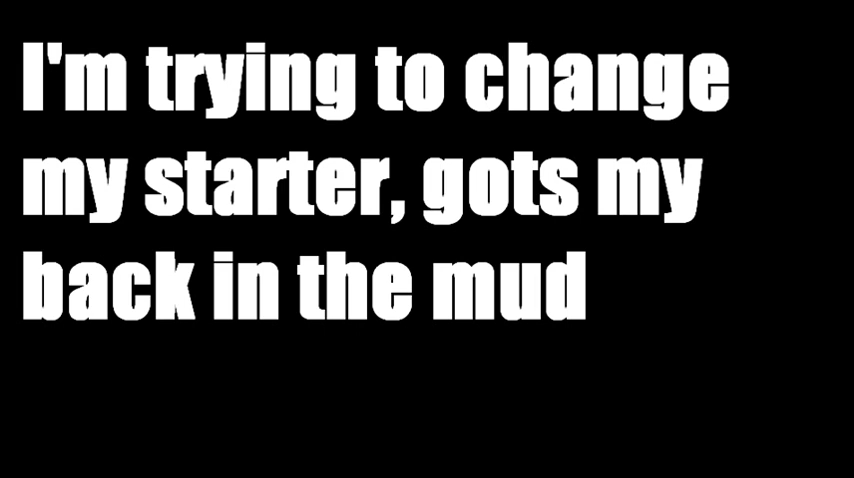 I'm trying to change
my starter, gots my
back in the mud